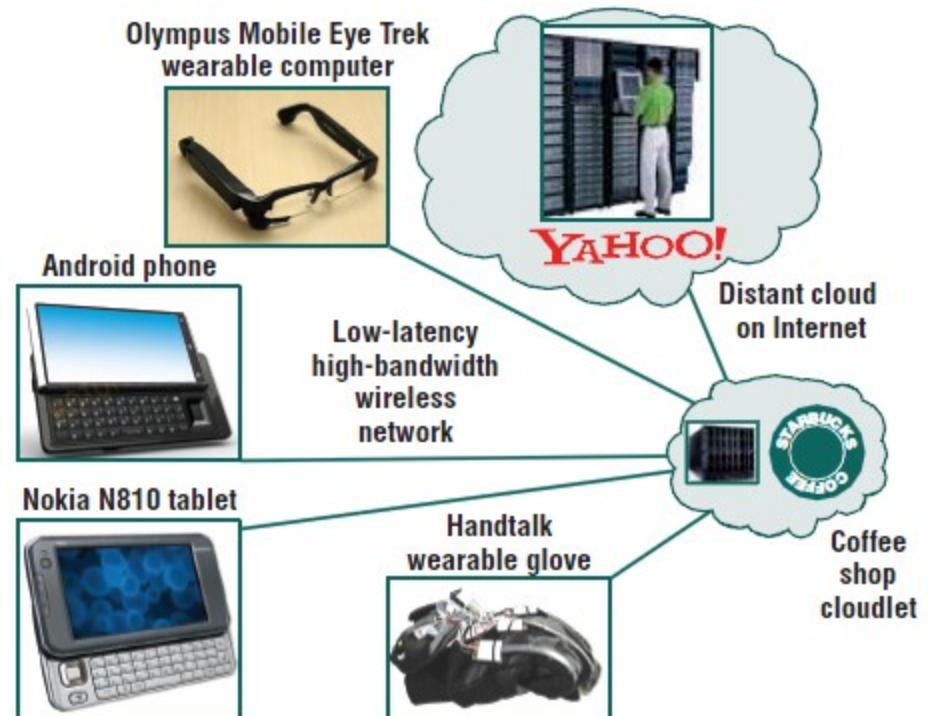 Olympus Mobile Eye Trek
wearable computer
YAHOO!
Android phone
Distant cloud
on Internet
Low-latency
high-bandwidth
wireless
network
STARBUCKS
COFFEE
Nokia N810 tablet
Handtalk
wearable glove
Coffee
shop
cloudlet